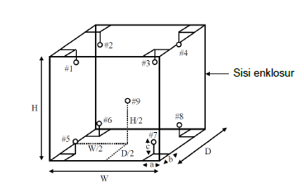 #2
#4
#1
#3
Sisi enklosur
#9
H
H/2
#6
#8
#5
#7
W/2
D/2
c
a
b
D
W